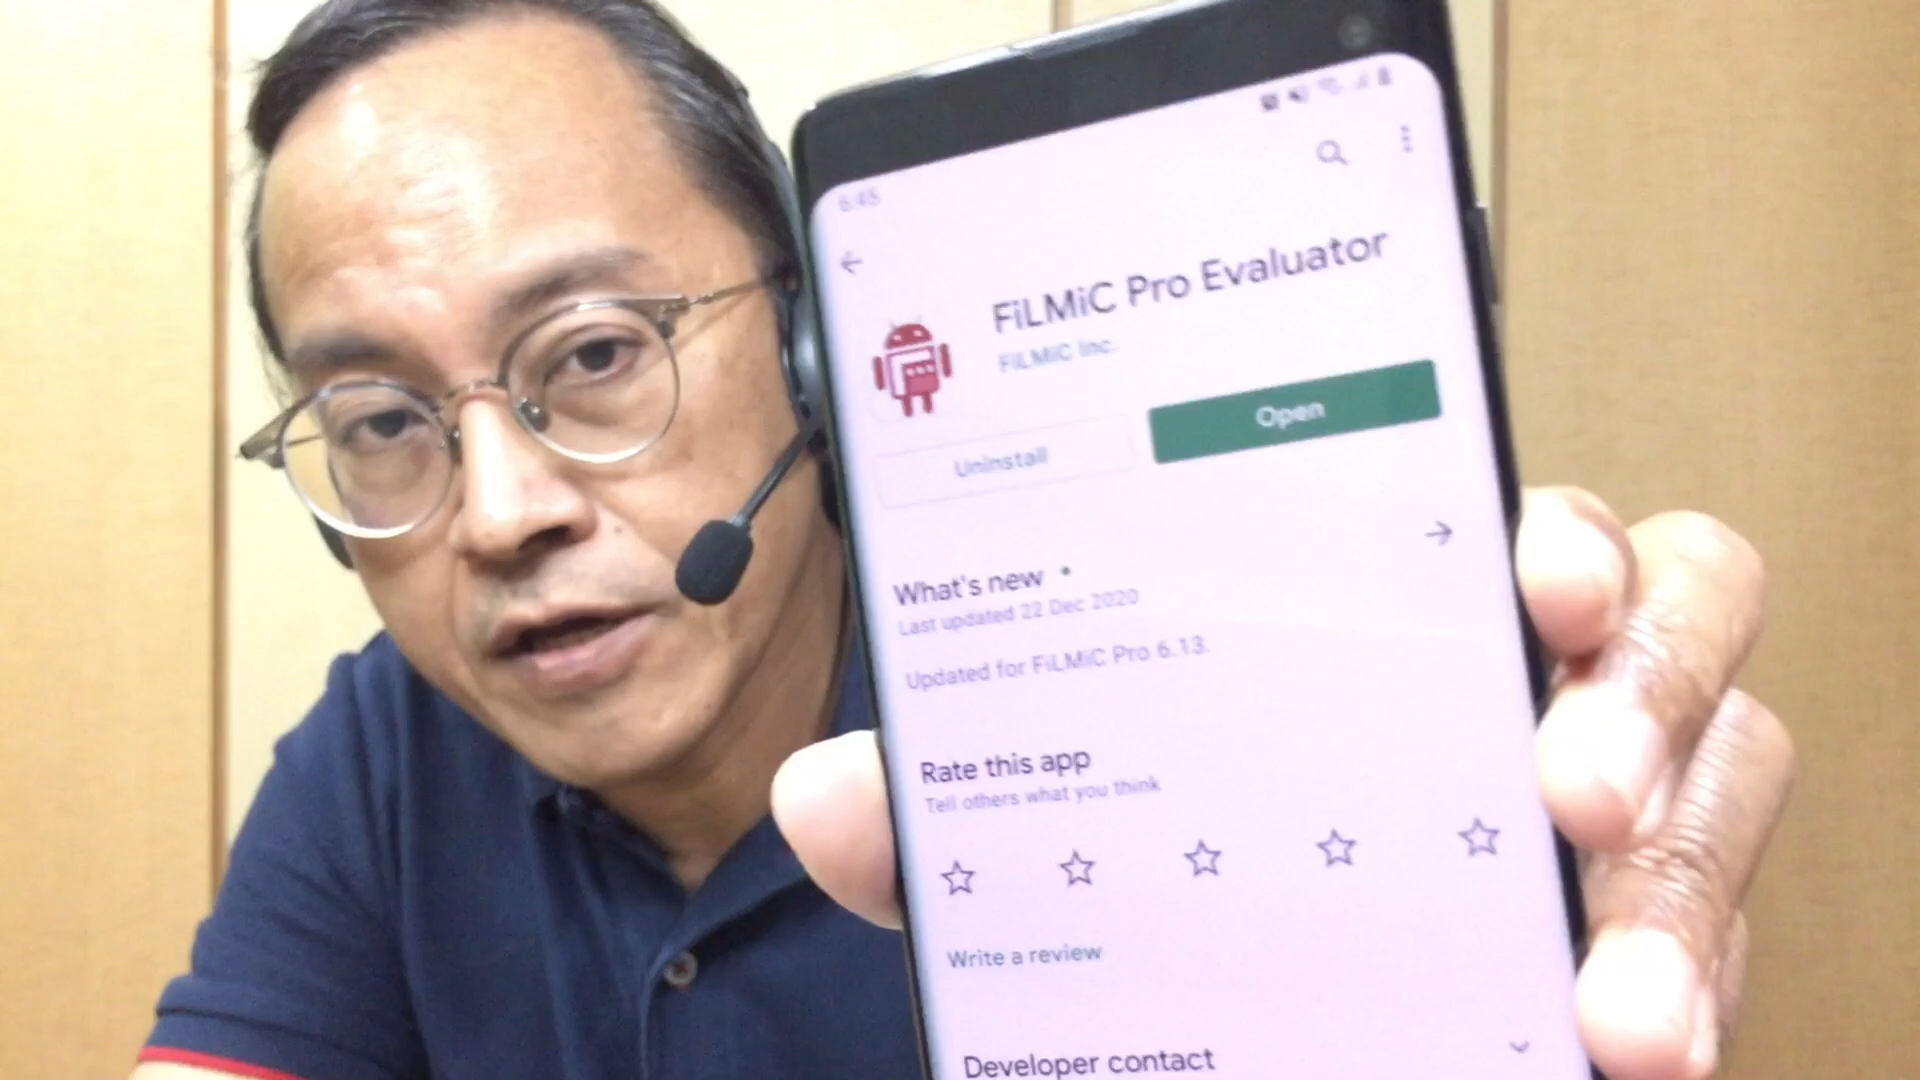 6:45
FiLMiC Pro Evaluator
FiLMiC Inc.
Uninstall
Open
What's new •
Last updated 22 Dec 2020
Updated for FiLMiC Pro 6.13.
Rate this app
Tell others what you think
Write a review
Developer contact